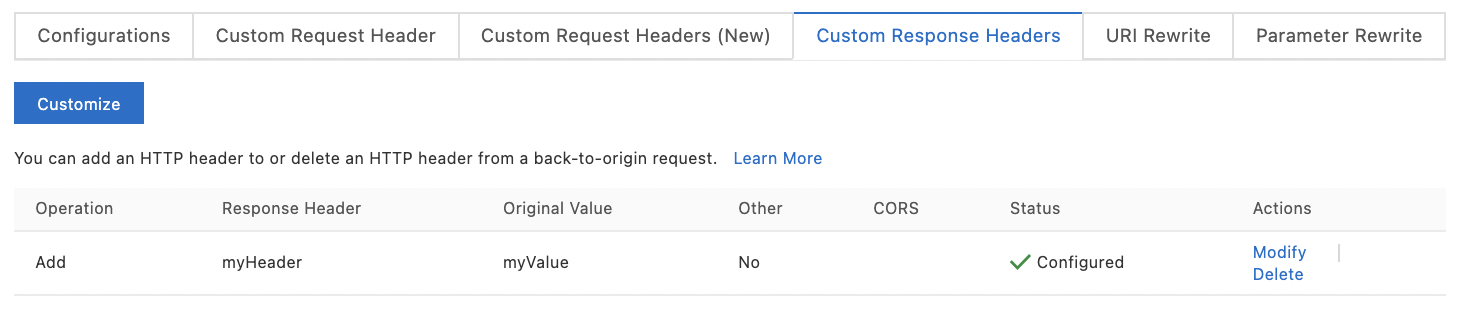 Configurations Custom Request Header Custom Request Headers (New) Custom Response Headers URI Rewrite Parameter Rewrite
Customize
You can add an HTTP header to or delete an HTTP header from a back-to-origin request. Learn More
Operation Response Header Original Value Other CORS Status Actions
Add myHeader myValue No Configured Modify
Delete